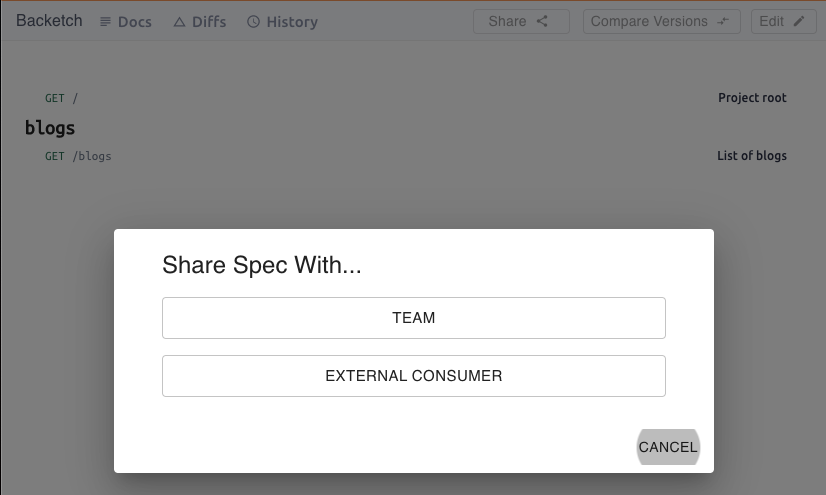 Backetch Docs Diffs History Share Compare Versions Edit
GET / Project root
blogs
GET /blogs List of blogs
Share Spec With...
TEAM
EXTERNAL CONSUMER
CANCEL